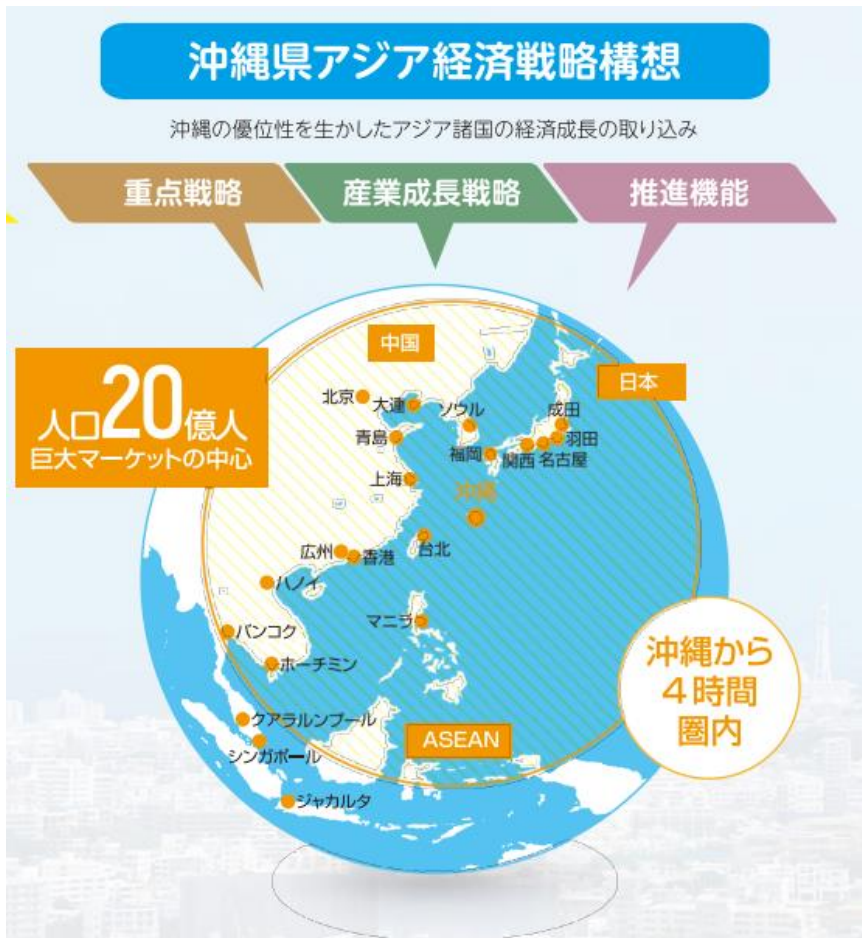 沖縄県アジア経済戦略構想
沖縄の優位性を生かしたアジア諸国の経済成長の取り込み
重点戦略
産業成長戦略
推進機能
中国
日本
人口20億人
巨大マーケットの中心
北京
大連
ソウル
成田
青島
羽田
福岡
関西
名古屋
上海
沖縄
広州
香港
台北
ハノイ
マニラ
バンコク
ホーチミン
沖縄から
4時間
圏内
クアラルンプール
ASEAN
シンガポール
ジャカルタ